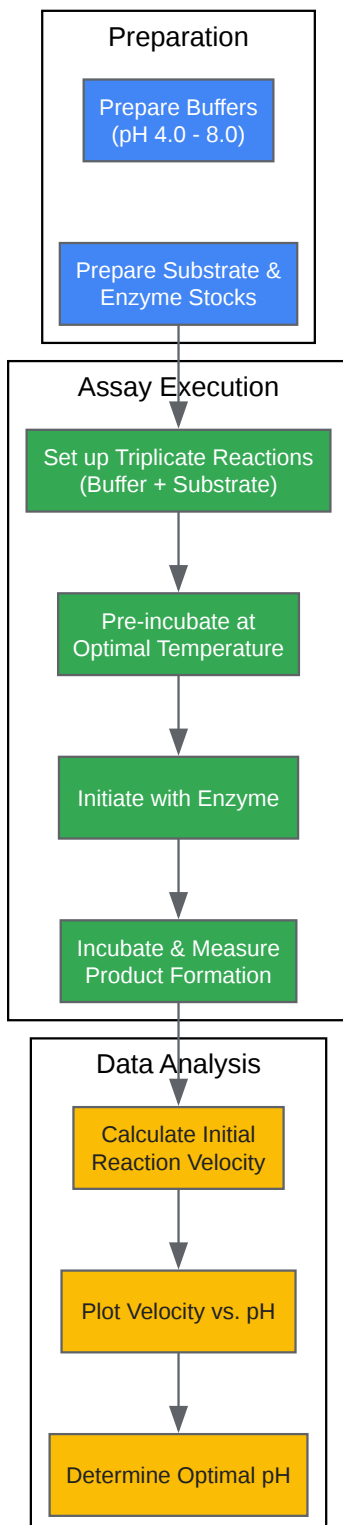 Preparation
Prepare Buffers
(pH 4.0 - 8.0)
Prepare Substrate &
Enzyme Stocks
Assay Execution
Set up Triplicate Reactions
(Buffer + Substrate)
Pre-incubate at
Optimal Temperature
Initiate with Enzyme
Incubate & Measure
Product Formation
Data Analysis
Calculate Initial
Reaction Velocity
Plot Velocity vs. pH
Determine Optimal pH